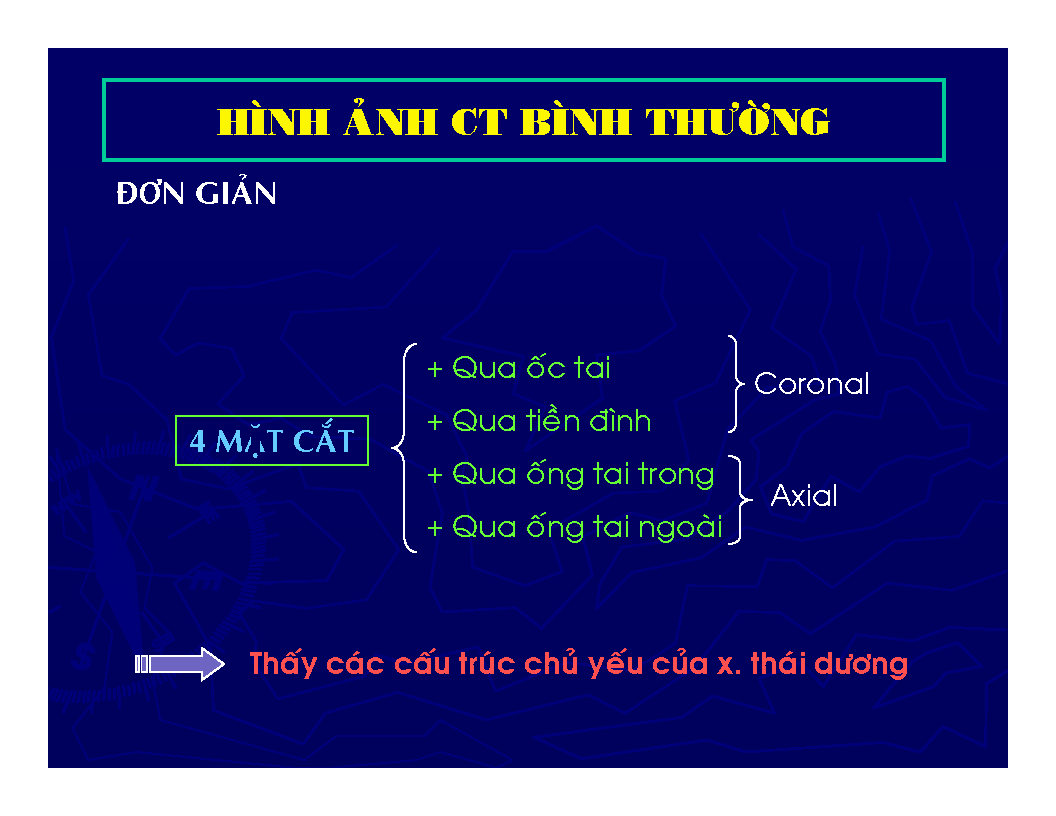 HÌNH ẢNH CT BÌNH THƯỜNG
ĐƠN GIẢN
4 MẶT CẮT
+ Qua ốc tai
+ Qua tiền đình
+ Qua ống tai trong
+ Qua ống tai ngoài
Coronal
Axial
Thấy các cấu trúc chủ yếu của x. thái dương